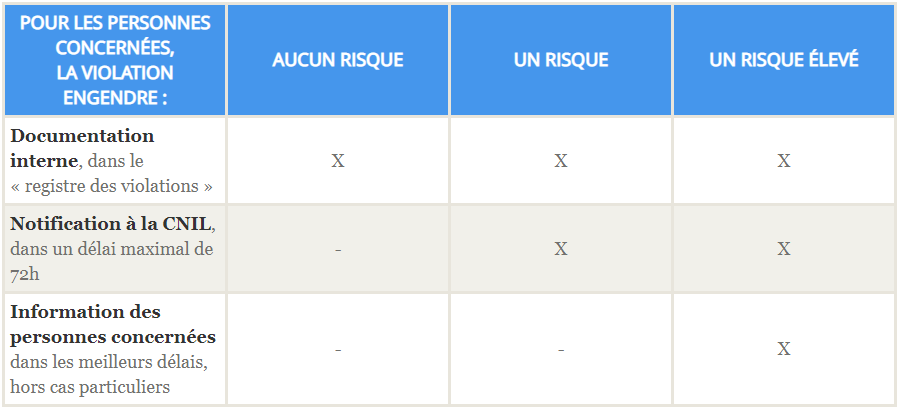 POUR LES PERSONNES
CONCERNÉES,
LA VIOLATION
ENGENDRE :
AUCUN RISQUE
UN RISQUE
UN RISQUE ÉLEVÉ
Documentation
interne, dans le
« registre des violations »
X
X
X
Notification à la CNIL,
dans un délai maximal de
72h
-
X
X
Information des
personnes concernées
dans les meilleurs délais,
hors cas particuliers
-
-
X